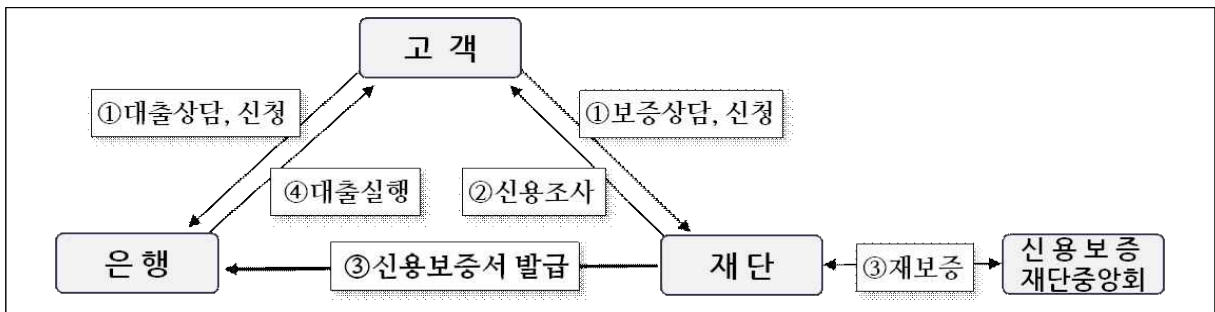 고 객
①대출상담, 신청
①보증상담, 신청
④대출실행
②신용조사
은 행
③신용보증서 발급
재 단
③재보증
신 용 보 증
재단중앙회